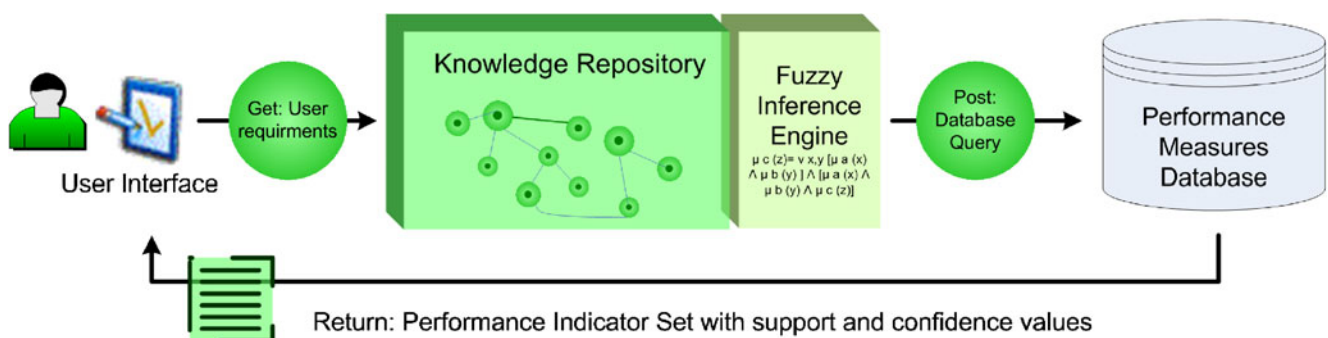 User Interface
Get: User
requirments
Knowledge Repository
Fuzzy
Inference
Engine
μ c (z)= v x,y [μ a (x)
Λ μ b (y) ] Λ [μ a (x) Λ
μ b (y) Λ μ c (z)]
Post:
Database
Query
Performance
Measures
Database
Return: Performance Indicator Set with support and confidence values